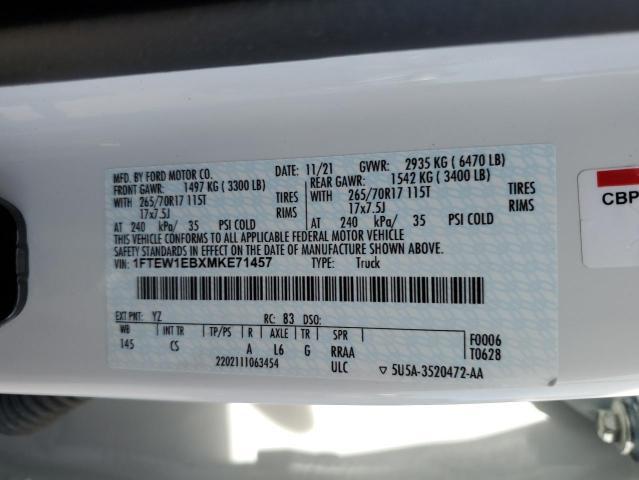 MFD. BY FORD MOTOR CO. DATE: 11/21 GVWR: 2935 KG ( 6470 LB)
FRONT GAWR: 1497 KG ( 3300 LB) REAR GAWR: 1542 KG ( 3400 LB)
WITH 265/70R17 115T TIRES WITH 265/70R17 115T TIRES
17x7.5J RIMS 17x7.5J RIMS
AT 240 kPa/ 35 PSI COLD AT 240 kPa/ 35 PSI COLD
THIS VEHICLE CONFORMS TO ALL APPLICABLE FEDERAL MOTOR VEHICLE
SAFETY STANDARDS IN EFFECT ON THE DATE OF MANUFACTURE SHOWN ABOVE.
VIN: 1FTEW1EBXMKE71457 TYPE: Truck
EXT PNT: YZ RC: 83 DSO:
WB INT TR TP/PS R AXLE TR SPR F0006
145 CS A L6 G RRAA T0628
2202111063454 ULC ▽ 5U5A-3520472-AA
CBP